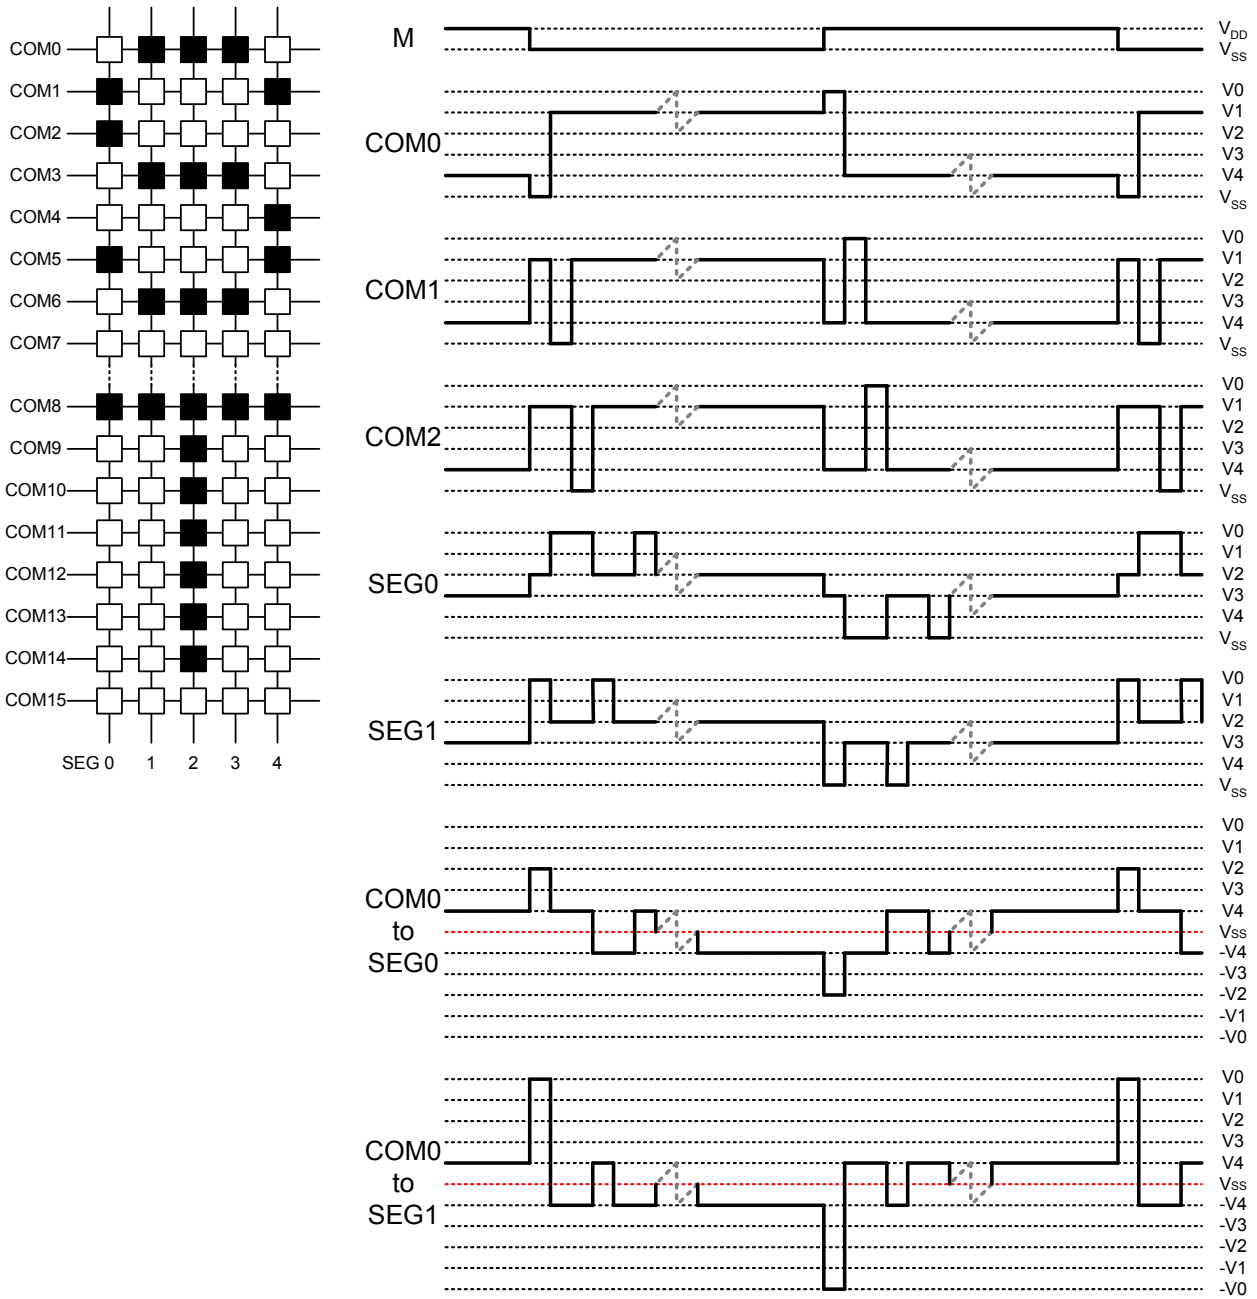 COM0
COM1
COM2
COM3
COM4
COM5
COM6
COM7
COM8
COM9
COM10
COM11
COM12
COM13
COM14
COM15
SEG 0 1 2 3 4
M
VDD
VSS
COM0
V0
V1
V2
V3
V4
VSS
COM1
V0
V1
V2
V3
V4
VSS
COM2
V0
V1
V2
V3
V4
VSS
SEG0
V0
V1
V2
V3
V4
VSS
SEG1
V0
V1
V2
V3
V4
VSS
COM0
to
SEG0
V0
V1
V2
V3
V4
VSS
-V4
-V3
-V2
-V1
-V0
COM0
to
SEG1
V0
V1
V2
V3
V4
VSS
-V4
-V3
-V2
-V1
-V0